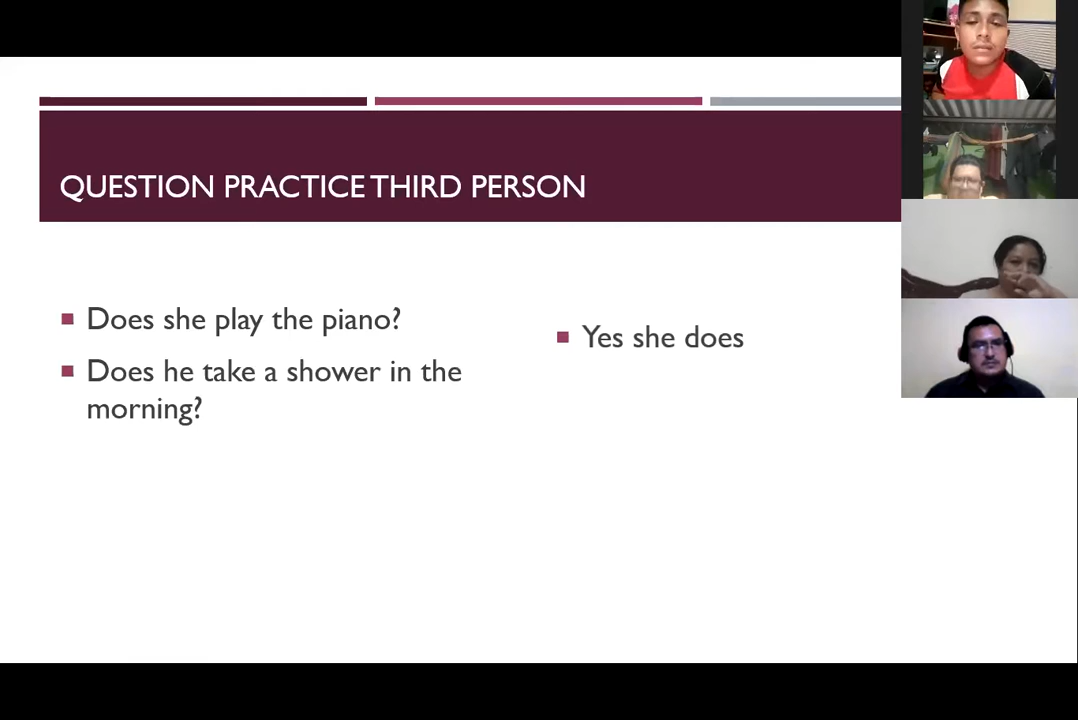 QUESTION PRACTICE THIRD PERSON
Does she play the piano?
Does he take a shower in the
morning?
Yes she does